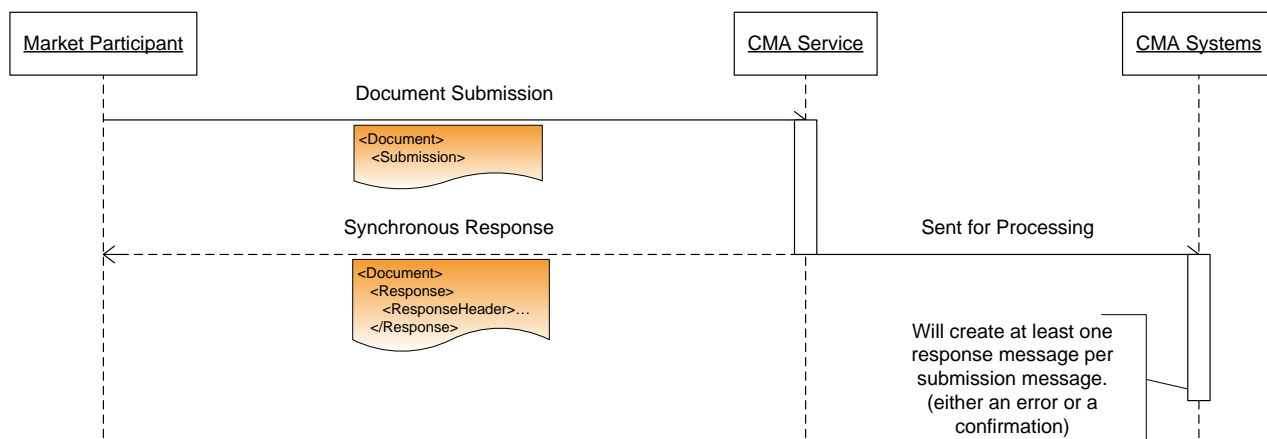 Market Participant
CMA Service
CMA Systems
Document Submission
<Document>
<Submission>
Synchronous Response
Sent for Processing
<Document>
<Response>
<ResponseHeader>…
</Response>
Will create at least one
response message per
submission message.
(either an error or a
confirmation)